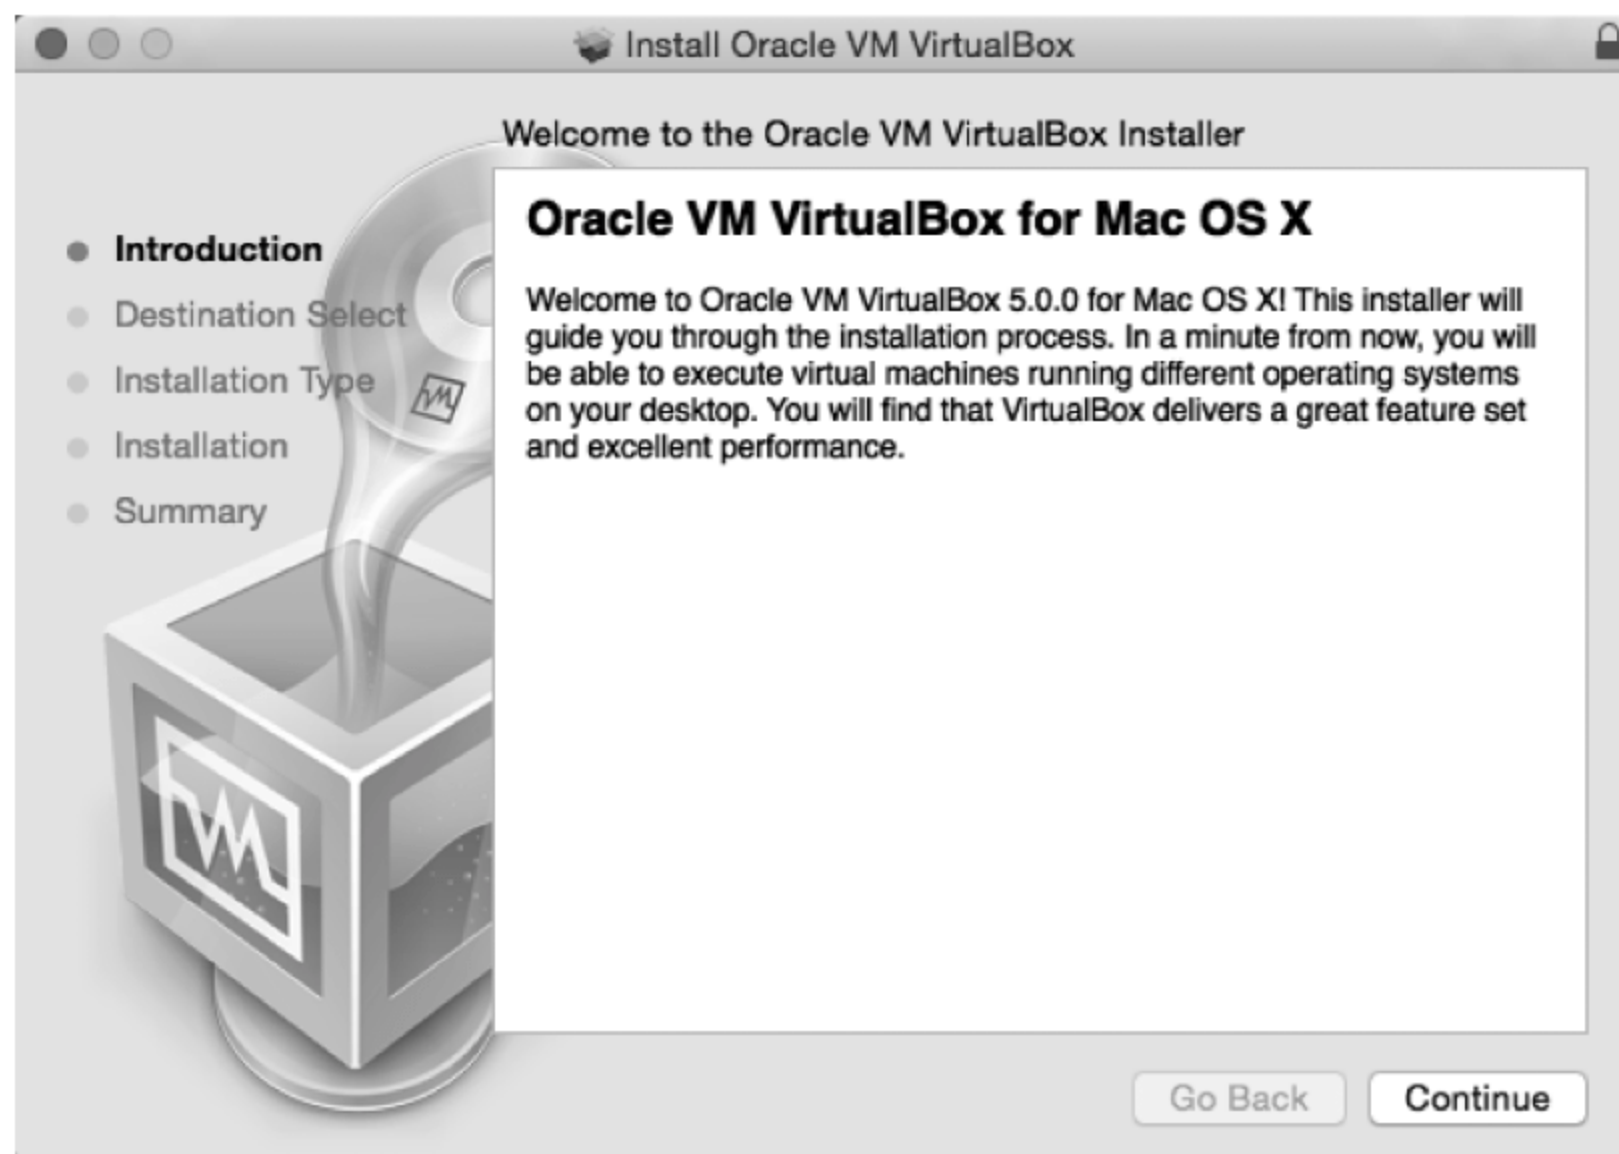 Install Oracle VM VirtualBox
Welcome to the Oracle VM VirtualBox Installer
Introduction
Destination Select
Installation Type
Installation
Summary
Oracle VM VirtualBox for Mac OS X
Welcome to Oracle VM VirtualBox 5.0.0 for Mac OS X! This installer will
guide you through the installation process. In a minute from now, you will
be able to execute virtual machines running different operating systems
on your desktop. You will find that VirtualBox delivers a great feature set
and excellent performance.
VM
VM
Go Back
Continue